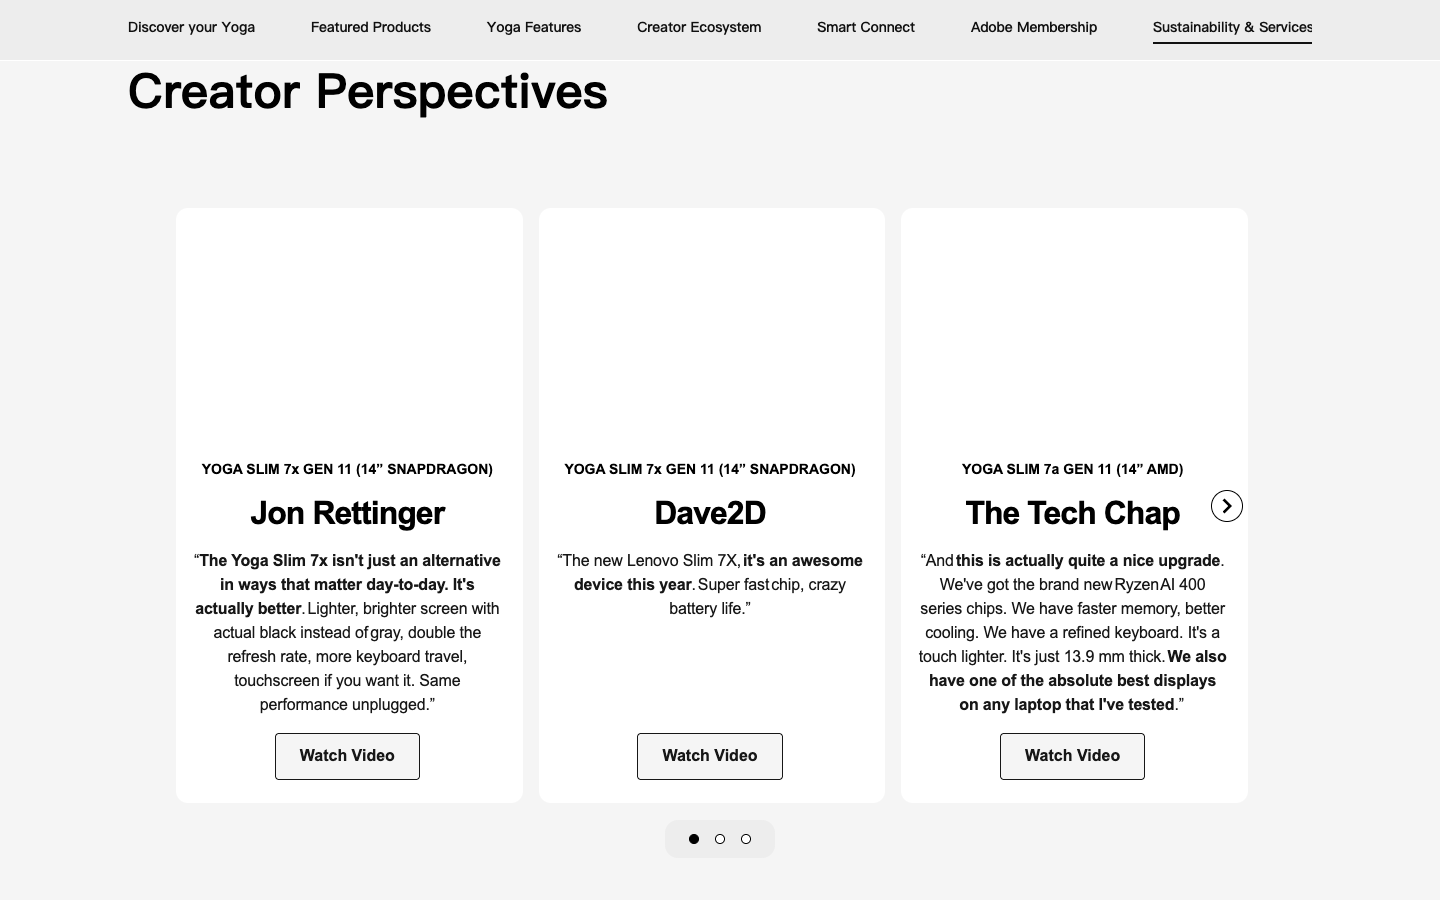 Discover your Yoga
Featured Products
Yoga Features
Creator Ecosystem
Smart Connect
Adobe Membership
Sustainability & Services
Creator Perspectives
YOGA SLIM 7x GEN 11 (14” SNAPDRAGON)
Jon Rettinger
“The Yoga Slim 7x isn't just an alternative
in ways that matter day-to-day. It's
actually better. Lighter, brighter screen with
actual black instead of gray, double the
refresh rate, more keyboard travel,
touchscreen if you want it. Same
performance unplugged.”
Watch Video
YOGA SLIM 7x GEN 11 (14” SNAPDRAGON)
Dave2D
“The new Lenovo Slim 7X, it's an awesome
device this year. Super fast chip, crazy
battery life.”
Watch Video
YOGA SLIM 7a GEN 11 (14” AMD)
The Tech Chap
“And this is actually quite a nice upgrade.
We've got the brand new Ryzen AI 400
series chips. We have faster memory, better
cooling. We have a refined keyboard. It's a
touch lighter. It's just 13.9 mm thick. We also
have one of the absolute best displays
on any laptop that I've tested.”
Watch Video